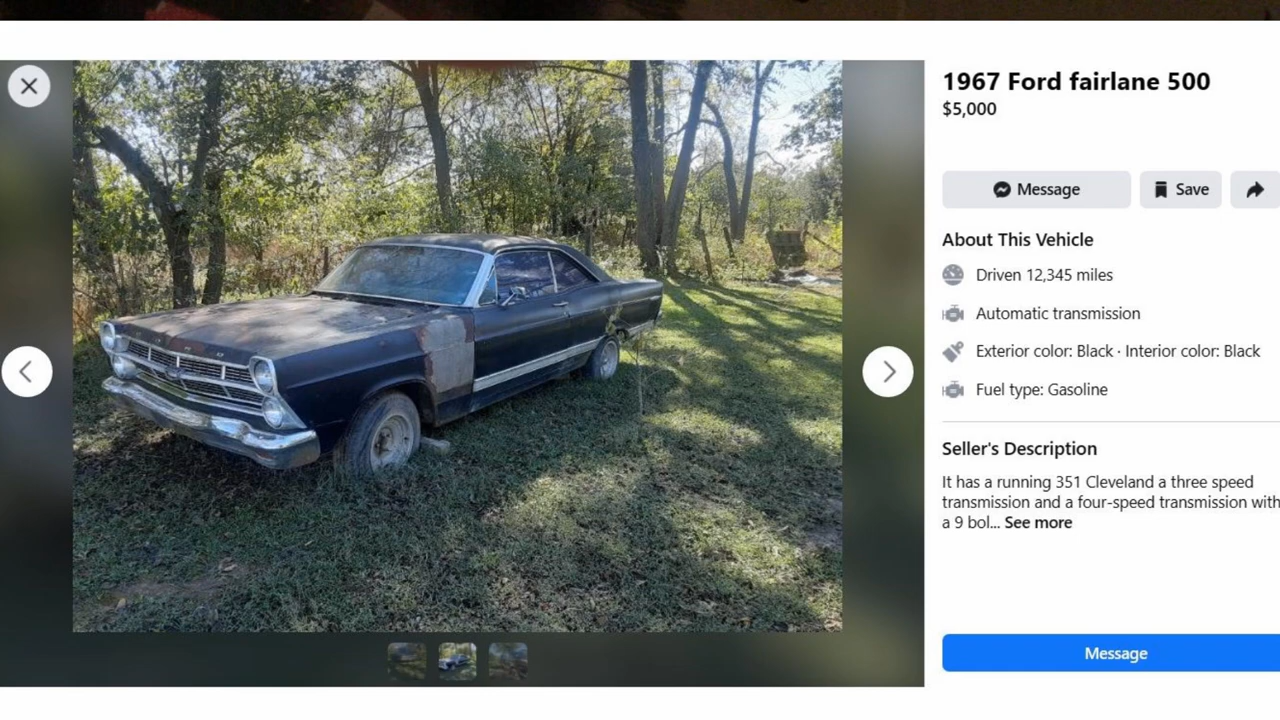 1967 Ford fairlane 500
$5,000
Message
Save
About This Vehicle
Driven 12,345 miles
Automatic transmission
Exterior color: Black · Interior color: Black
Fuel type: Gasoline
Seller's Description
It has a running 351 Cleveland a three speed
transmission and a four-speed transmission with
a 9 bol... See more
Message